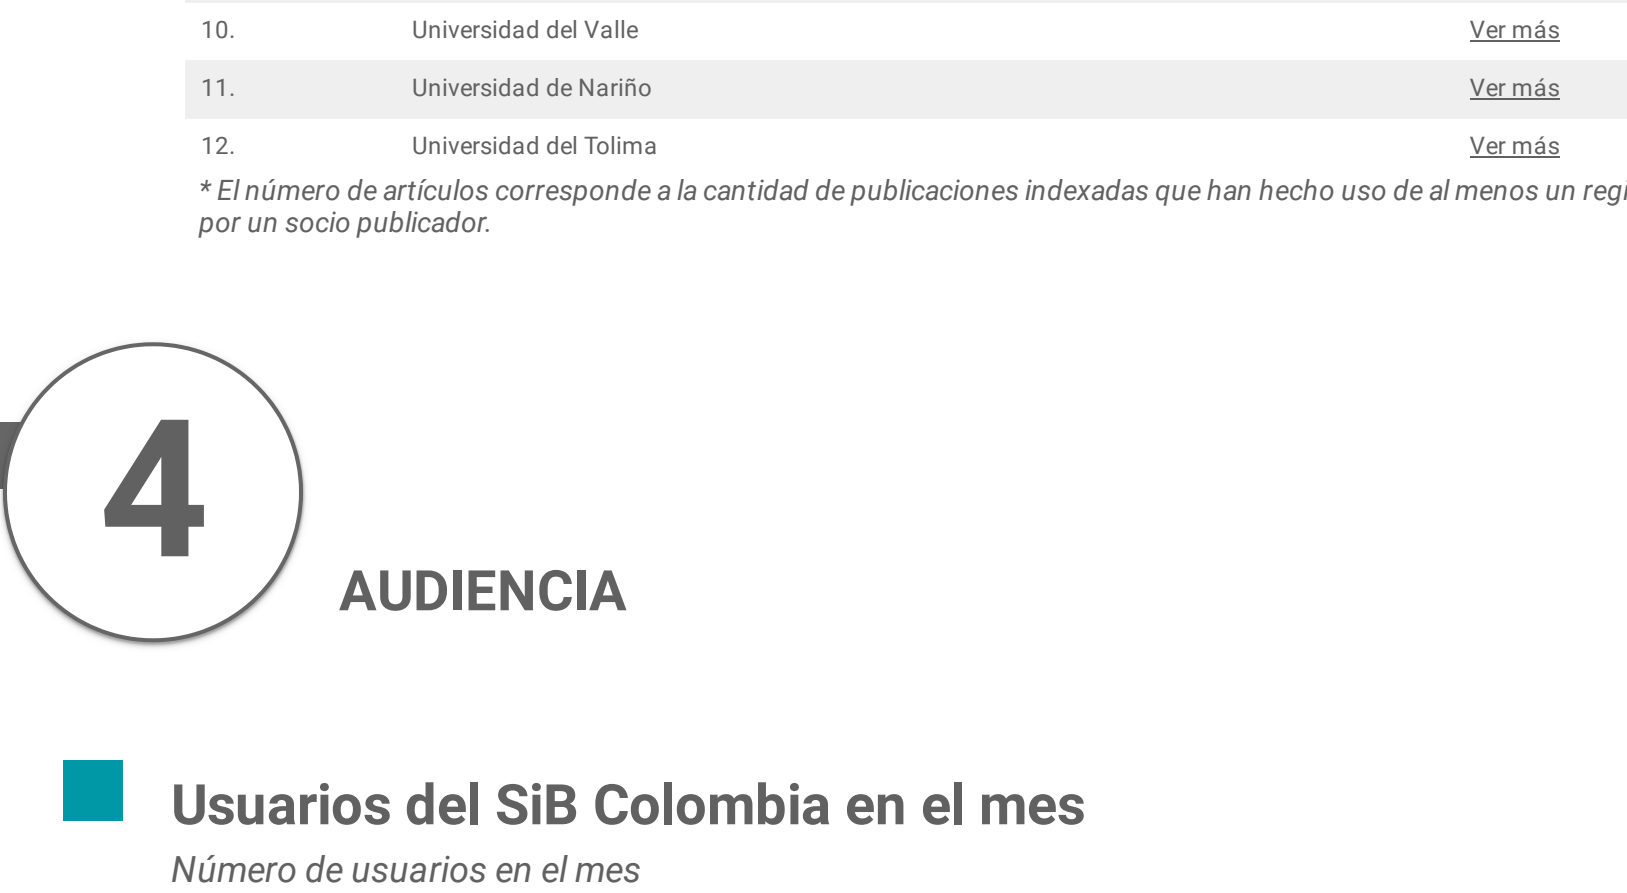 10. Universidad del Valle Ver más
11. Universidad de Nariño Ver más
12. Universidad del Tolima Ver más
* El número de artículos corresponde a la cantidad de publicaciones indexadas que han hecho uso de al menos un
por un socio publicador.
4
AUDIENCIA
Usuarios del SiB Colombia en el mes
Número de usuarios en el mes